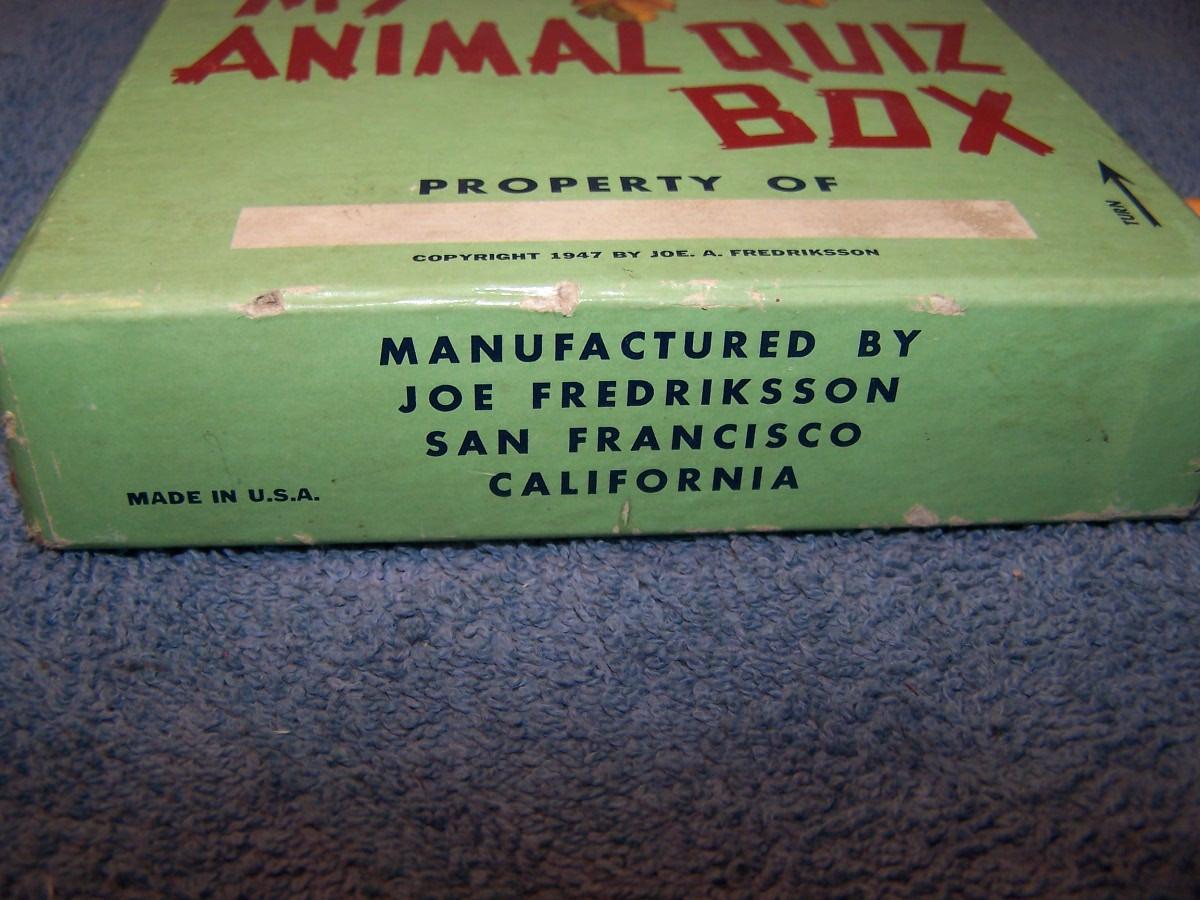 MY
ANIMAL QUIZ
BOX
PROPERTY OF
TURN
COPYRIGHT 1947 BY JOE. A. FREDRIKSSON
MANUFACTURED BY
JOE FREDRIKSSON
SAN FRANCISCO
CALIFORNIA
MADE IN U.S.A.